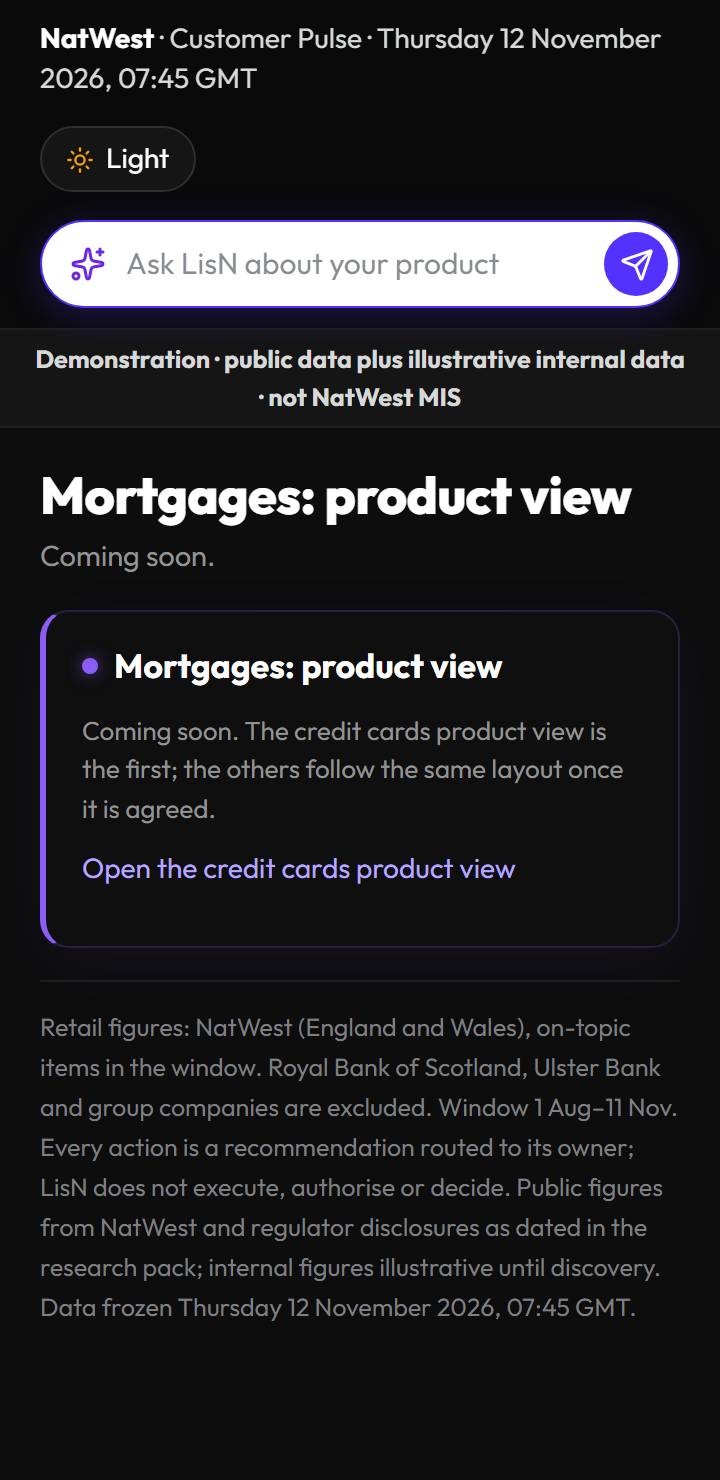 NatWest · Customer Pulse · Thursday 12 November
2026, 07:45 GMT
Light
Ask LisN about your product
Demonstration · public data plus illustrative internal data
· not NatWest MIS
Mortgages: product view
Coming soon.
Mortgages: product view
Coming soon. The credit cards product view is
the first; the others follow the same layout once
it is agreed.
Open the credit cards product view
Retail figures: NatWest (England and Wales), on-topic
items in the window. Royal Bank of Scotland, Ulster Bank
and group companies are excluded. Window 1 Aug–11 Nov.
Every action is a recommendation routed to its owner;
LisN does not execute, authorise or decide. Public figures
from NatWest and regulator disclosures as dated in the
research pack; internal figures illustrative until discovery.
Data frozen Thursday 12 November 2026, 07:45 GMT.